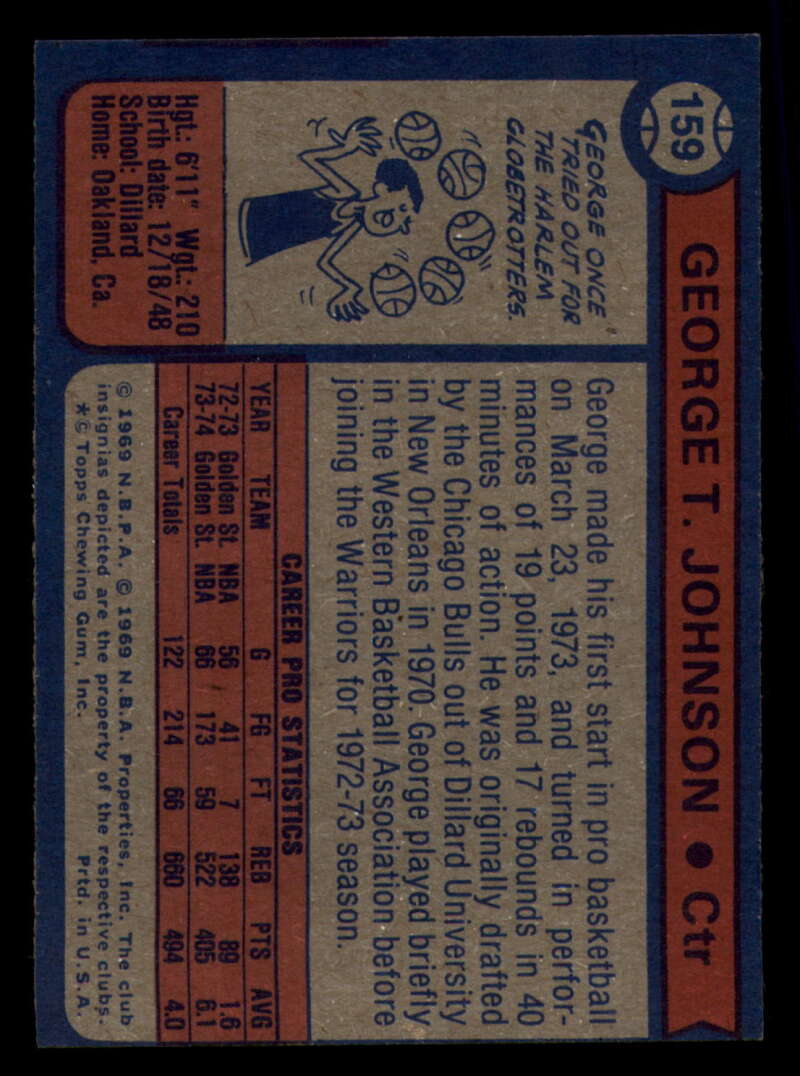 159
GEORGE T. JOHNSON • Ctr
GEORGE ONCE
"TRIED OUT FOR"
THE HARLEM
GLOBETROTTERS.
Hgt.: 6'11" Wgt.: 210
Birth date: 12/18/48
School: Dillard
Home: Oakland, Ca.
George made his first start in pro basketball
on March 23, 1973, and turned in perfor-
mances of 19 points and 17 rebounds in 40
minutes of action. He was originally drafted
by the Chicago Bulls out of Dillard University
in New Orleans in 1970. George played briefly
in the Western Basketball Association before
joining the Warriors for 1972-73 season.
CAREER PRO STATISTICS
YEAR TEAM G FG FT REB PTS AVG
72-73 Golden St. NBA 56 41 7 138 89 1.6
73-74 Golden St. NBA 66 173 59 522 405 6.1
Career Totals 122 214 66 660 494 4.0
© 1969 N.B.P.A. © 1969 N.B.A. Properties, Inc. The club
insignias depicted are the property of the respective clubs.
*© Topps Chewing Gum, Inc. Prtd. in U.S.A.